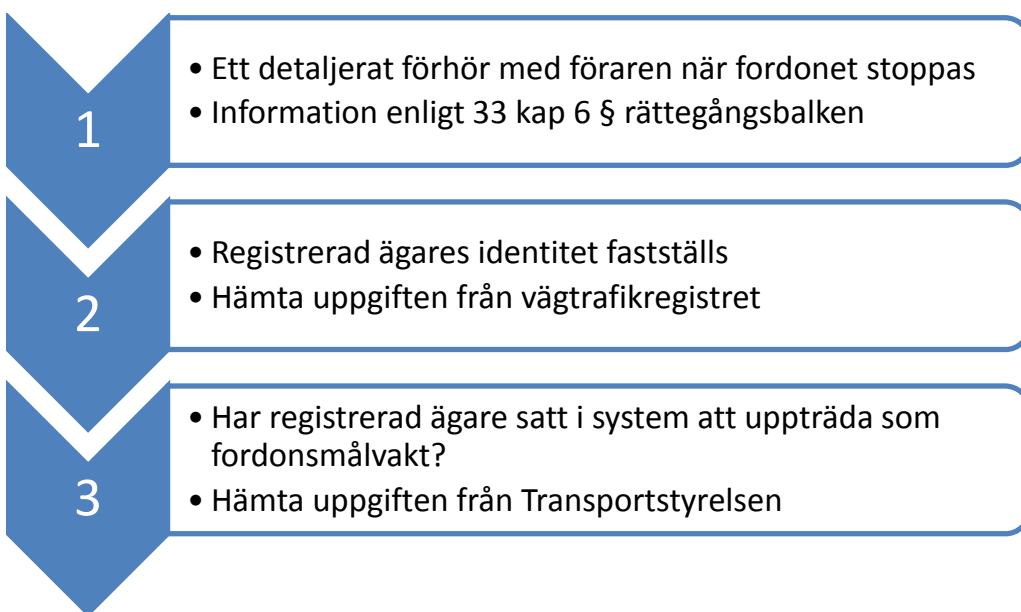 1
• Ett detaljerat förhör med föraren när fordonet stoppas
• Information enligt 33 kap 6 § rättegångsbalken
2
• Registrerad ägares identitet fastställs
• Hämta uppgiften från vägtrafikregistret
3
• Har registrerad ägare satt i system att uppträda som
fordonsmålvakt?
• Hämta uppgiften från Transportstyrelsen